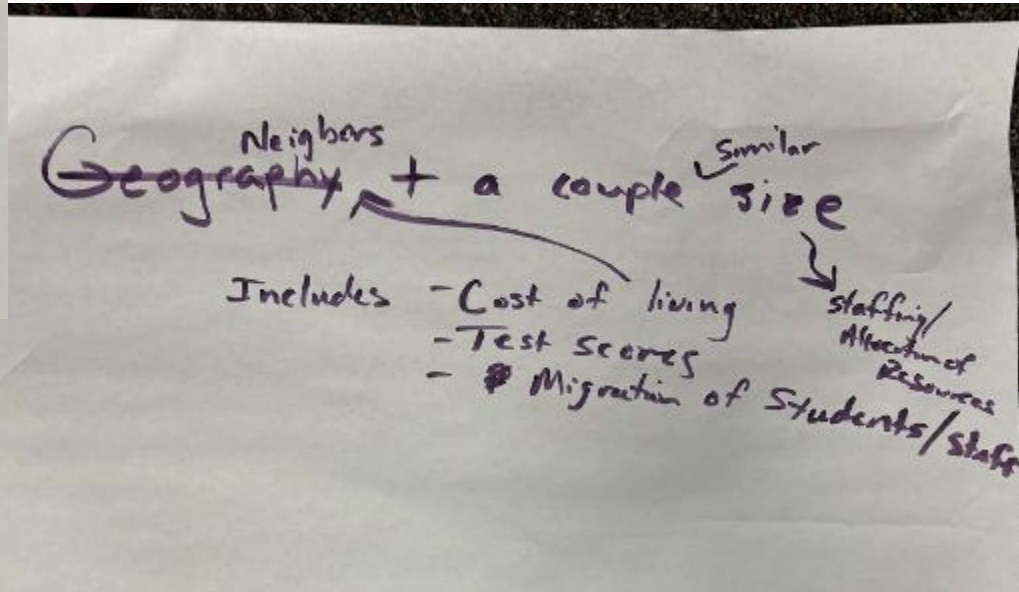 Neigbors
Geography + a couple similar size
Includes - Cost of living
- Test scores
- Migration of Students/Staff
staffing/
Allocation of
Resources